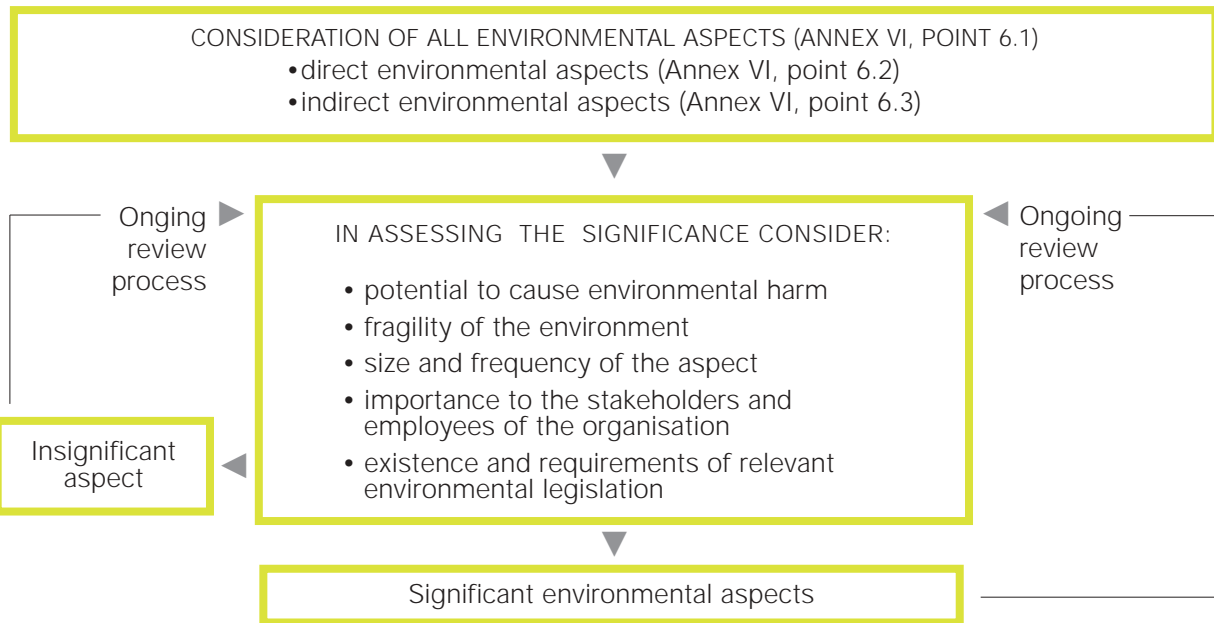 CONSIDERATION OF ALL ENVIRONMENTAL ASPECTS (ANNEX VI, POINT 6.1)
•direct environmental aspects (Annex VI, point 6.2)
•indirect environmental aspects (Annex VI, point 6.3)
Onging
review
process
IN ASSESSING THE SIGNIFICANCE CONSIDER:
• potential to cause environmental harm
• fragility of the environment
• size and frequency of the aspect
• importance to the stakeholders and
employees of the organisation
• existence and requirements of relevant
environmental legislation
Ongoing
review
process
Insignificant
aspect
Significant environmental aspects